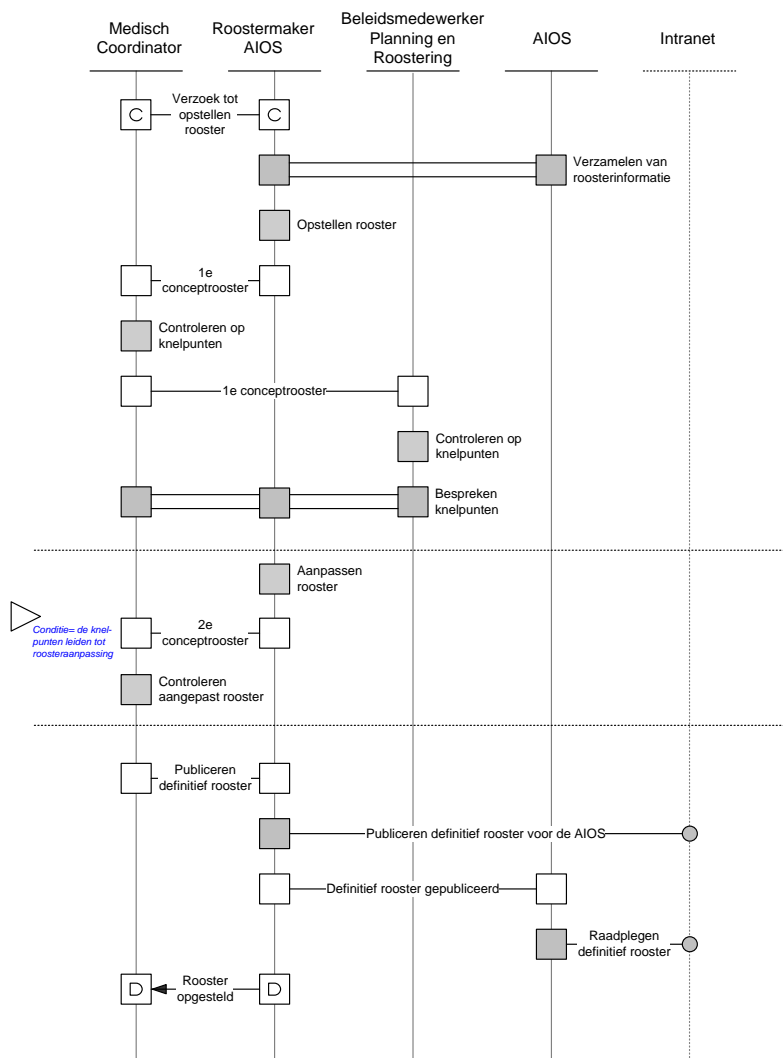 Medisch
Coordinator
Roostermaker
AIOS
Beleidsmedewerker
Planning en
Roostering
AIOS
Intranet
C
Verzoek tot
opstellen
rooster
C
Verzamelen van
roosterinformatie
Opstellen rooster
1e
conceptrooster
Controleren op
knelpunten
1e conceptrooster
Controleren op
knelpunten
Bespreken
knelpunten
Aanpassen
rooster
Conditie= de knel-
punten leiden tot
roosteraanpassing
2e
conceptrooster
Controleren
aangepast rooster
Publiceren
definitief rooster
Publiceren definitief rooster voor de AIOS
Definitief rooster gepubliceerd
Raadplegen
definitief rooster
D
Rooster
opgesteld
D